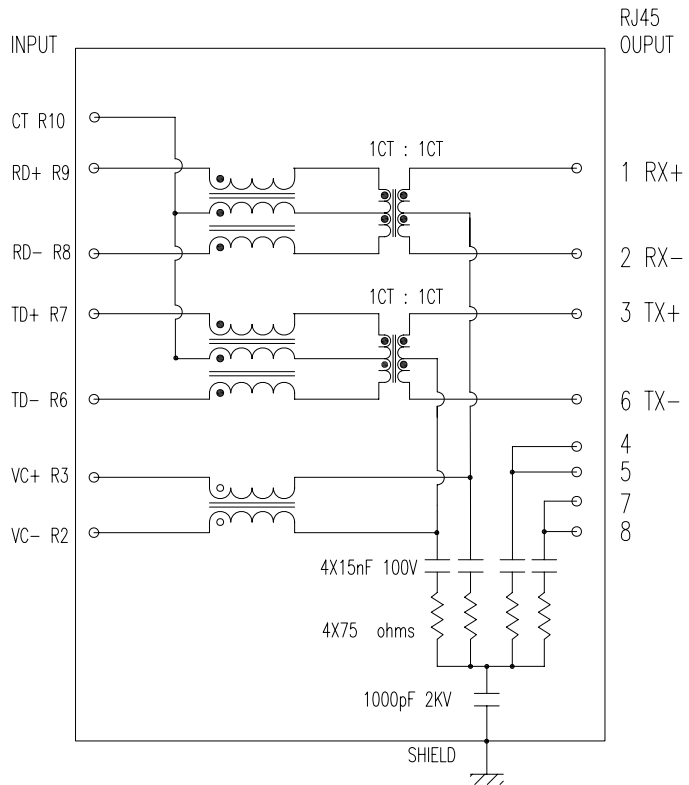 RJ45
OUPUT
INPUT
CT R10
1CT : 1CT
RD+ R9
1 RX+
RD- R8
2 RX-
1CT : 1CT
TD+ R7
3 TX+
TD- R6
6 TX-
4
5
VC+ R3
7
VC- R2
8
4X15nF 100V
4X75 ohms
1000pF 2KV
SHIELD